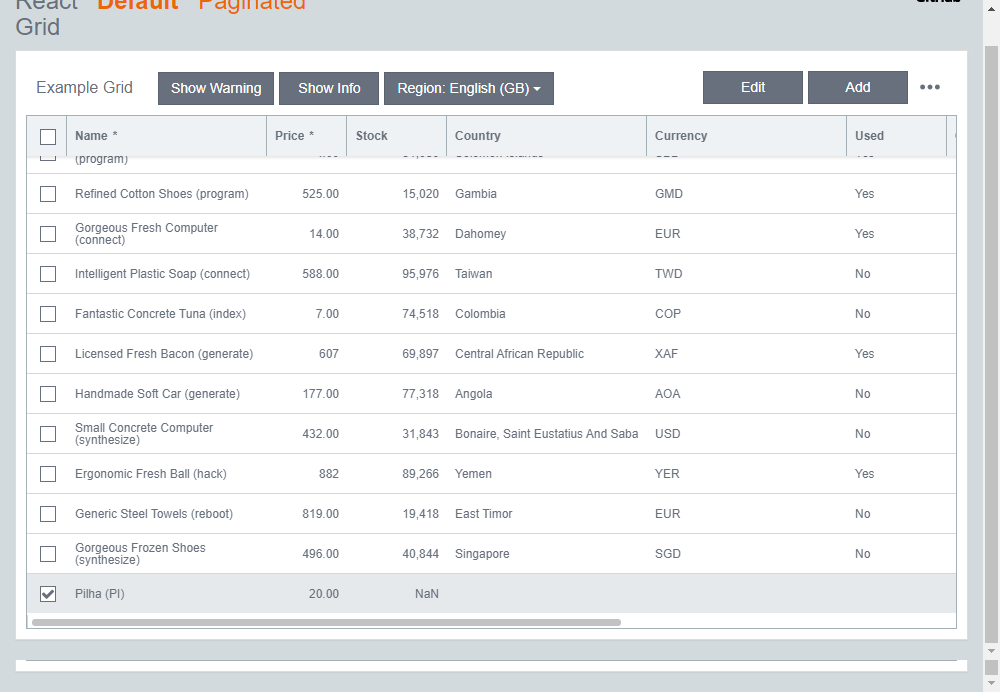 React Default Paginated
Grid
GitHub
Example Grid Show Warning Show Info Region: English (GB) Edit Add
Name * Price * Stock Country Currency Used
(program)
Refined Cotton Shoes (program) 525.00 15,020 Gambia GMD Yes
Gorgeous Fresh Computer
(connect) 14.00 38,732 Dahomey EUR Yes
Intelligent Plastic Soap (connect) 588.00 95,976 Taiwan TWD No
Fantastic Concrete Tuna (index) 7.00 74,518 Colombia COP No
Licensed Fresh Bacon (generate) 607 69,897 Central African Republic XAF Yes
Handmade Soft Car (generate) 177.00 77,318 Angola AOA No
Small Concrete Computer
(synthesize) 432.00 31,843 Bonaire, Saint Eustatius And Saba USD No
Ergonomic Fresh Ball (hack) 882 89,266 Yemen YER Yes
Generic Steel Towels (reboot) 819.00 19,418 East Timor EUR No
Gorgeous Frozen Shoes
(synthesize) 496.00 40,844 Singapore SGD No
Pilha (PI) 20.00 NaN